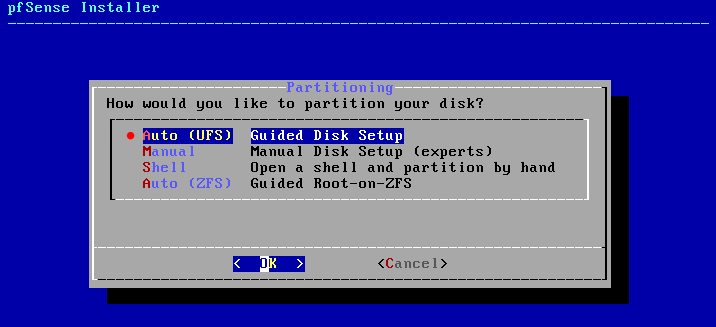 pfSense Installer
Partitioning
How would you like to partition your disk?
Auto (UFS) Guided Disk Setup
Manual Manual Disk Setup (experts)
Shell Open a shell and partition by hand
Auto (ZFS) Guided Root-on-ZFS
< OK > <Cancel>